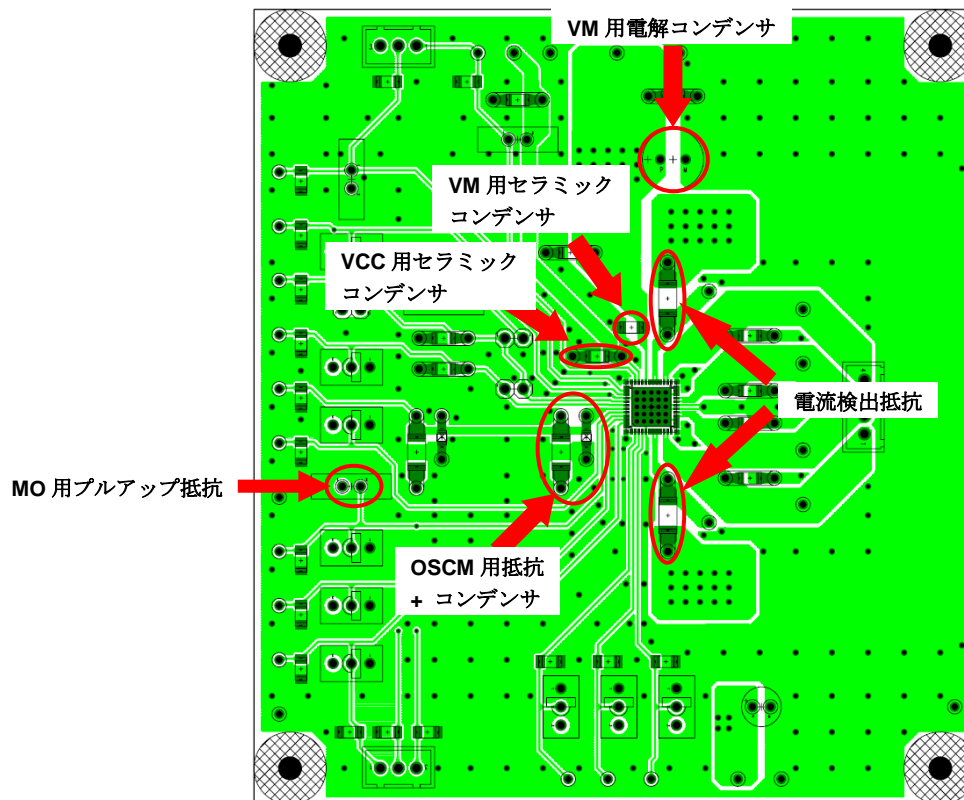 VM 用電解コンデンサ
VM 用セラミック
コンデンサ
VCC 用セラミック
コンデンサ
電流検出抵抗
MO 用プルアップ抵抗
OSCM 用抵抗
+ コンデンサ